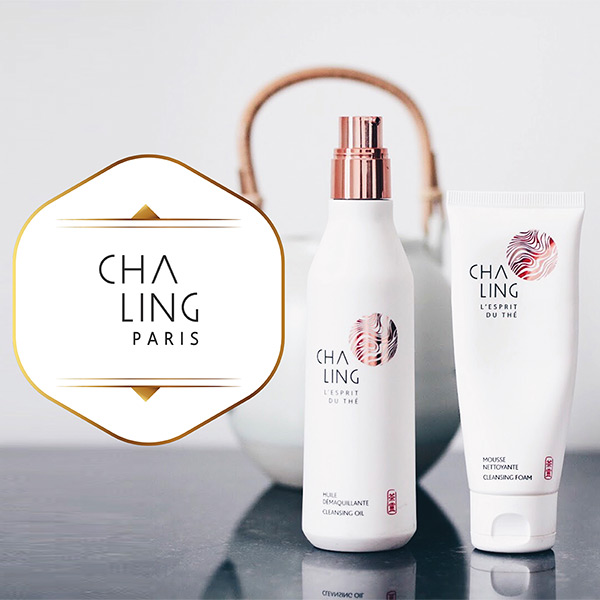 CHA
LING
PARIS
CHA
LING
L'ESPRIT
DU THÉ
HUILE
DÉMAQUILLANTE
CLEANSING OIL
CHA
LING
L'ESPRIT
DU THÉ
MOUSSE
NETTOYANTE
CLEANSING FOAM